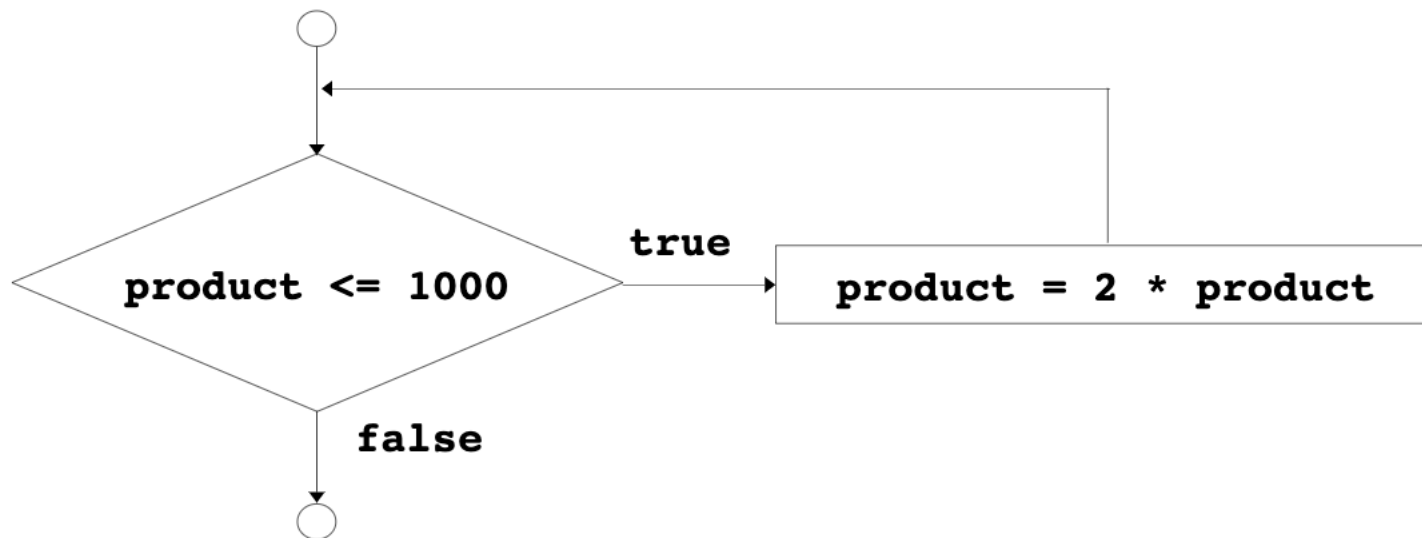 true
product <= 1000
product = 2 * product
false